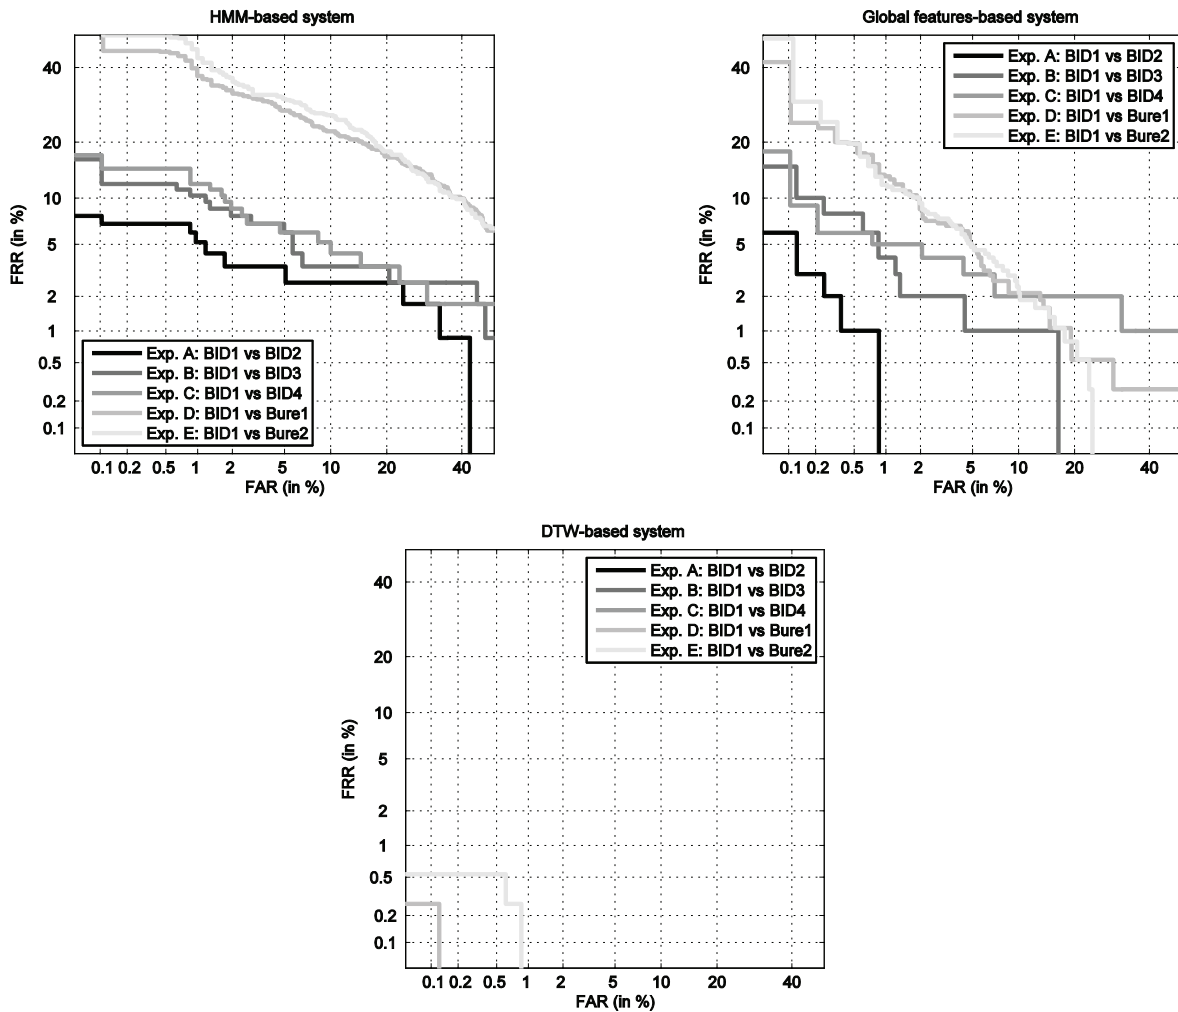 HMM-based system
40
20
10
5
2
1
0.5
0.2
0.1
FRR (in %)
Exp. A: BID1 vs BID2
Exp. B: BID1 vs BID3
Exp. C: BID1 vs BID4
Exp. D: BID1 vs Bure1
Exp. E: BID1 vs Bure2
0.1 0.2 0.5 1 2 5 10 20 40
FAR (in %)
Global features-based system
40
20
10
5
2
1
0.5
0.2
0.1
FRR (in %)
Exp. A: BID1 vs BID2
Exp. B: BID1 vs BID3
Exp. C: BID1 vs BID4
Exp. D: BID1 vs Bure1
Exp. E: BID1 vs Bure2
0.1 0.2 0.5 1 2 5 10 20 40
FAR (in %)
DTW-based system
40
20
10
5
2
1
0.5
0.2
0.1
FRR (in %)
Exp. A: BID1 vs BID2
Exp. B: BID1 vs BID3
Exp. C: BID1 vs BID4
Exp. D: BID1 vs Bure1
Exp. E: BID1 vs Bure2
0.1 0.2 0.5 1 2 5 10 20 40
FAR (in %)